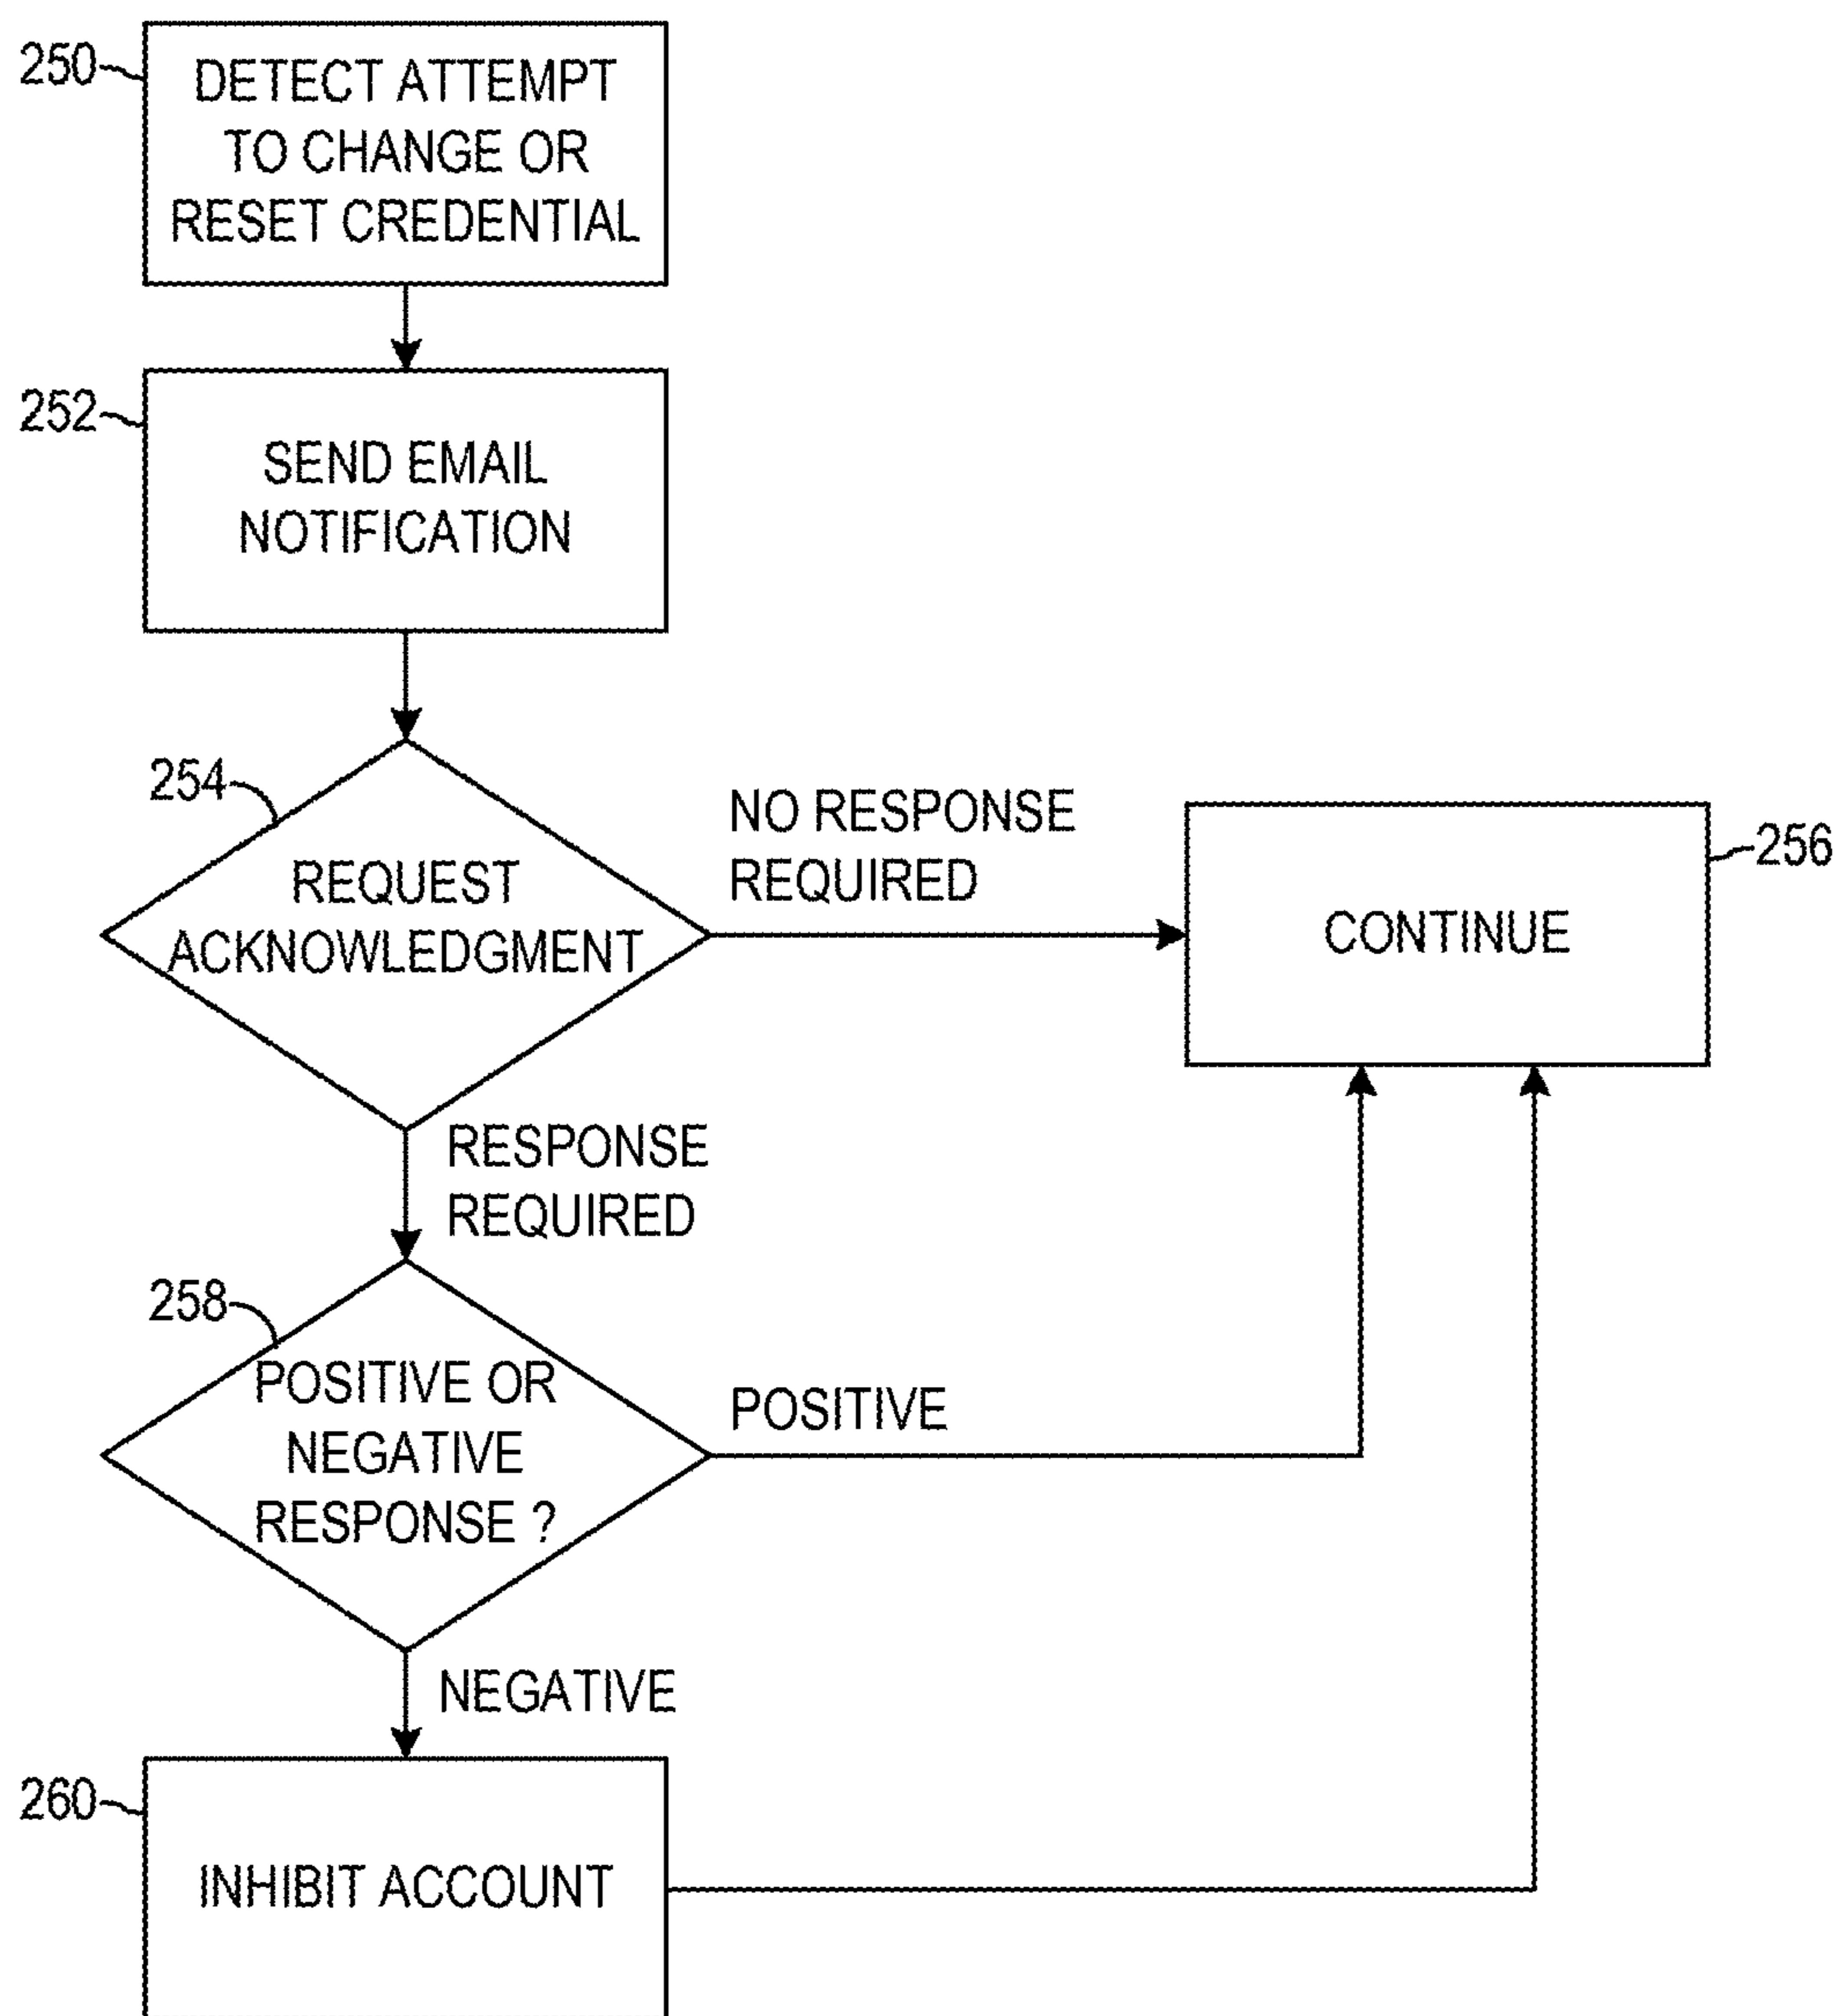 250
DETECT ATTEMPT
TO CHANGE OR
RESET CREDENTIAL
252
SEND EMAIL
NOTIFICATION
254
REQUEST
ACKNOWLEDGMENT
NO RESPONSE
REQUIRED
CONTINUE
256
RESPONSE
REQUIRED
258
POSITIVE OR
NEGATIVE
RESPONSE ?
POSITIVE
NEGATIVE
260
INHIBIT ACCOUNT